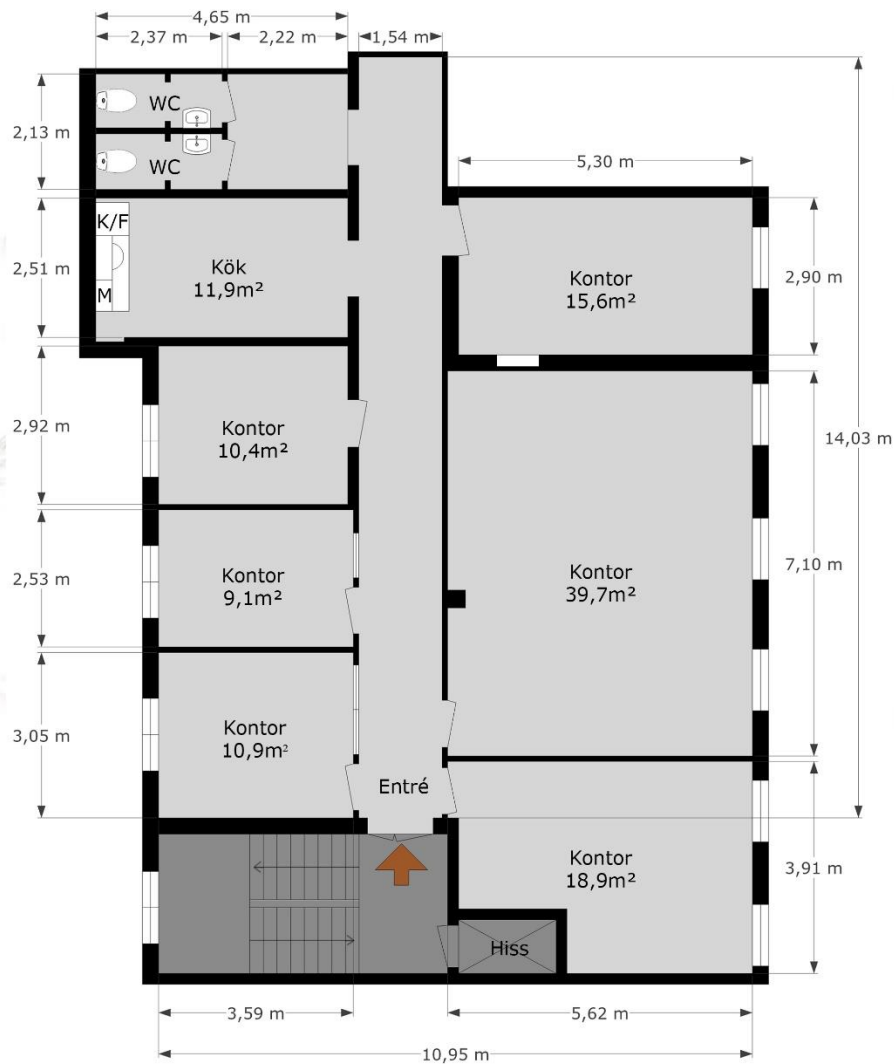 4,65 m
2,37 m
2,22 m
1,54 m
WC
2,13 m
WC
5,30 m
K/F
2,51 m
Kök
11,9m²
M
Kontor
15,6m²
2,90 m
2,92 m
Kontor
10,4m²
14,03 m
2,53 m
Kontor
9,1m²
Kontor
39,7m²
7,10 m
3,05 m
Kontor
10,9m²
Entré
Kontor
18,9m²
3,91 m
Hiss
3,59 m
5,62 m
10,95 m